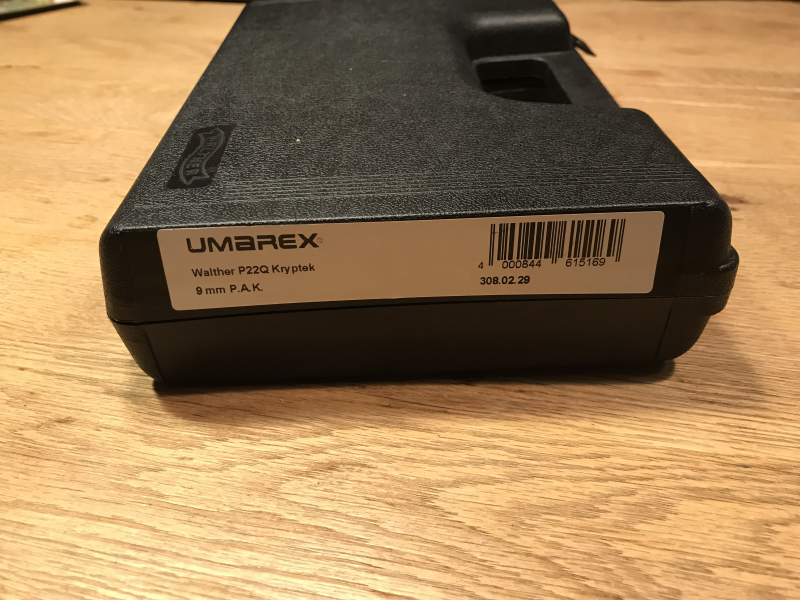 UMAREX®
Walther P22Q Kryptek
9 mm P.A.K.
4 000844 615169
308.02.29